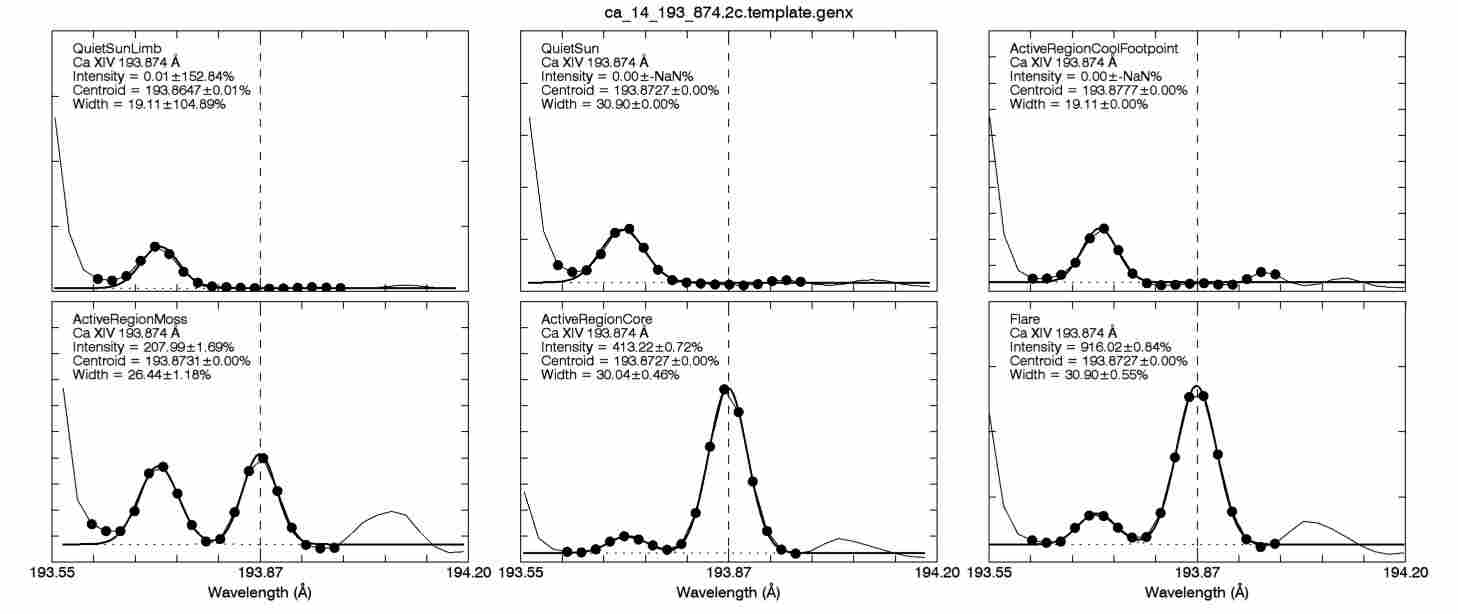 ca_14_193_874.2c.template.genx
QuietSunLimb
Ca XIV 193.874 Å
Intensity = 0.01±152.84%
Centroid = 193.8647±0.01%
Width = 19.11±104.89%
QuietSun
Ca XIV 193.874 Å
Intensity = 0.00±-NaN%
Centroid = 193.8727±0.00%
Width = 30.90±0.00%
ActiveRegionCoolFootpoint
Ca XIV 193.874 Å
Intensity = 0.00±-NaN%
Centroid = 193.8777±0.00%
Width = 19.11±0.00%
ActiveRegionMoss
Ca XIV 193.874 Å
Intensity = 207.99±1.69%
Centroid = 193.8731±0.00%
Width = 26.44±1.18%
ActiveRegionCore
Ca XIV 193.874 Å
Intensity = 413.22±0.72%
Centroid = 193.8727±0.00%
Width = 30.04±0.46%
Flare
Ca XIV 193.874 Å
Intensity = 916.02±0.84%
Centroid = 193.8727±0.00%
Width = 30.90±0.55%
193.55 193.87 194.20
Wavelength (Å)
193.55 193.87 194.20
Wavelength (Å)
193.55 193.87 194.20
Wavelength (Å)